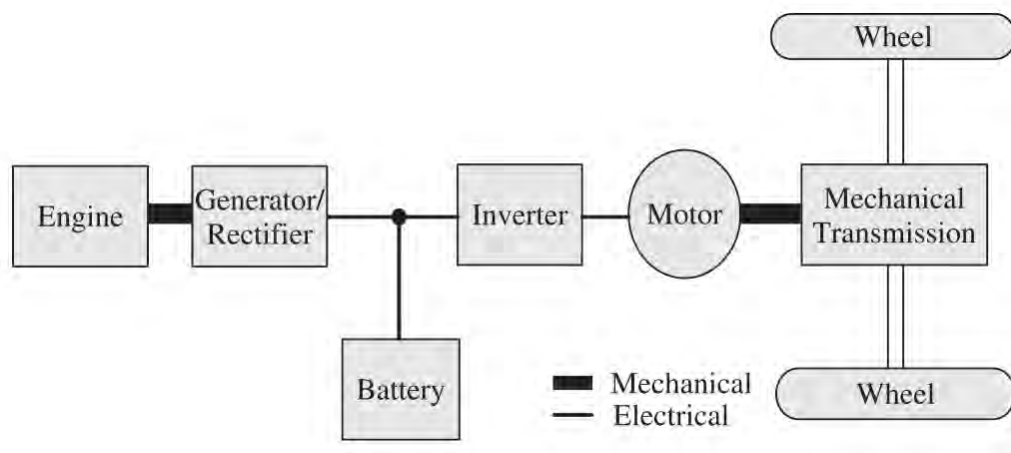 Wheel
Engine
Generator/
Rectifier
Inverter
Motor
Mechanical
Transmission
Battery
Mechanical
Electrical
Wheel